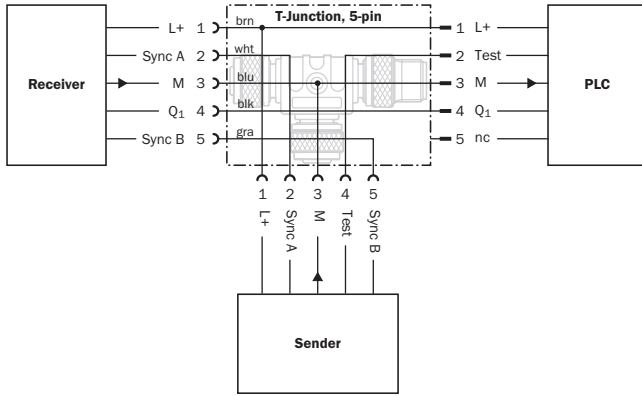 T-Junction, 5-pin
L+ 1 brn 1 L+
Sync A 2 wht 2 Test
Receiver M 3 blu 3 M PLC
Q1 4 blk 4 Q1
Sync B 5 gra 5 nc
1 2 3 4 5
L+ Sync A M Test Sync B
Sender